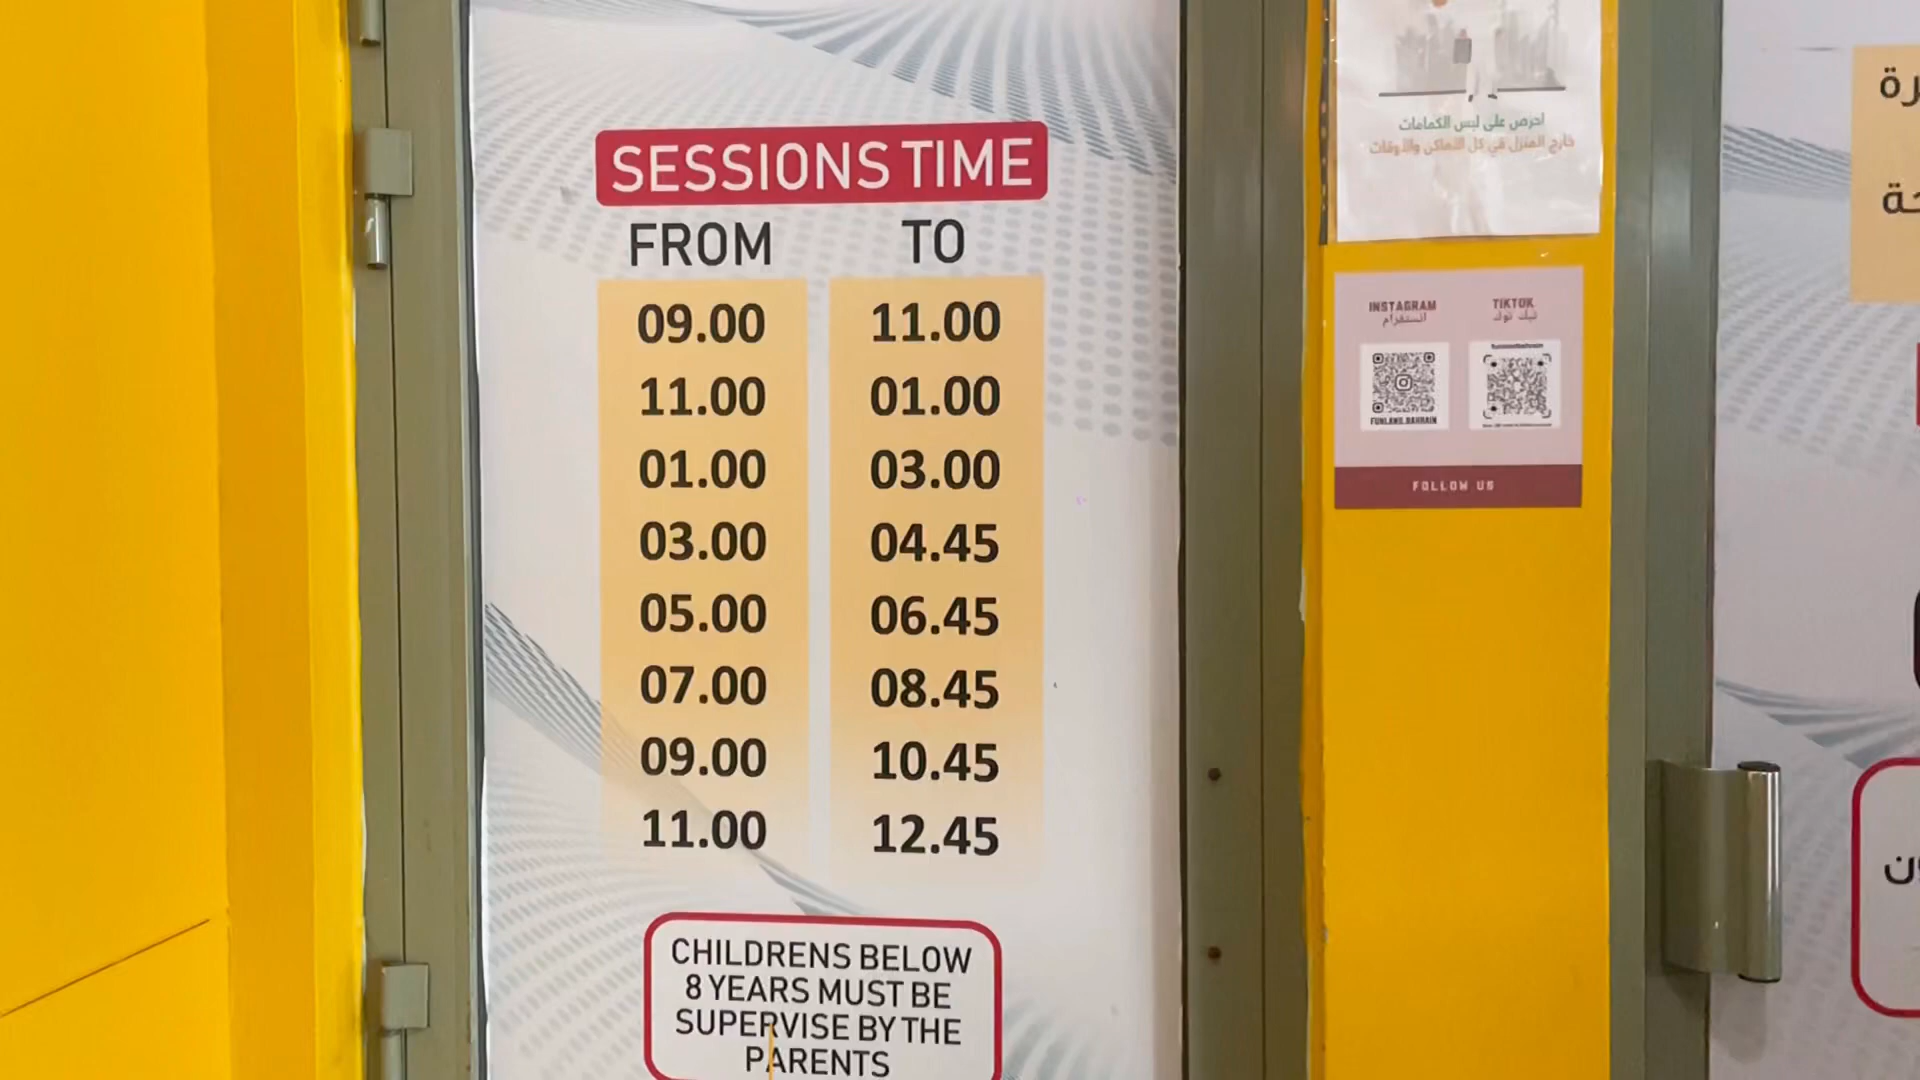 SESSIONS TIME
FROM TO
09.00 11.00
11.00 01.00
01.00 03.00
03.00 04.45
05.00 06.45
07.00 08.45
09.00 10.45
11.00 12.45
CHILDRENS BELOW
8 YEARS MUST BE
SUPERVISE BY THE
PARENTS
احرص على لبس الكمامات
خارج المنزل في كل الأماكن والأوقات
INSTAGRAM TIKTOK
انستغرام تيك توك
FUNLAND.BAHRAIN
FOLLOW US